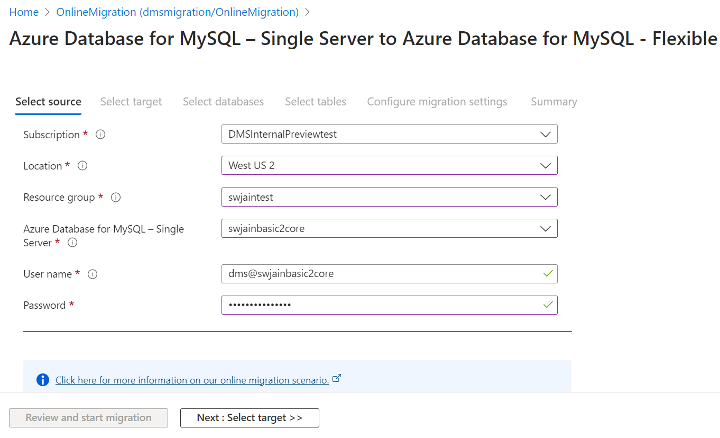 Home > OnlineMigration (dmsmigration/OnlineMigration) >
Azure Database for MySQL – Single Server to Azure Database for MySQL - Flexible
Select source Select target Select databases Select tables Configure migration settings Summary
Subscription * DMSInternalPreviewtest
Location * West US 2
Resource group * swjaintest
Azure Database for MySQL – Single swjainbasic2core
Server *
User name * dms@swjainbasic2core
Password * •••••••••••••••
Click here for more information on our online migration scenario.
Review and start migration Next : Select target >>